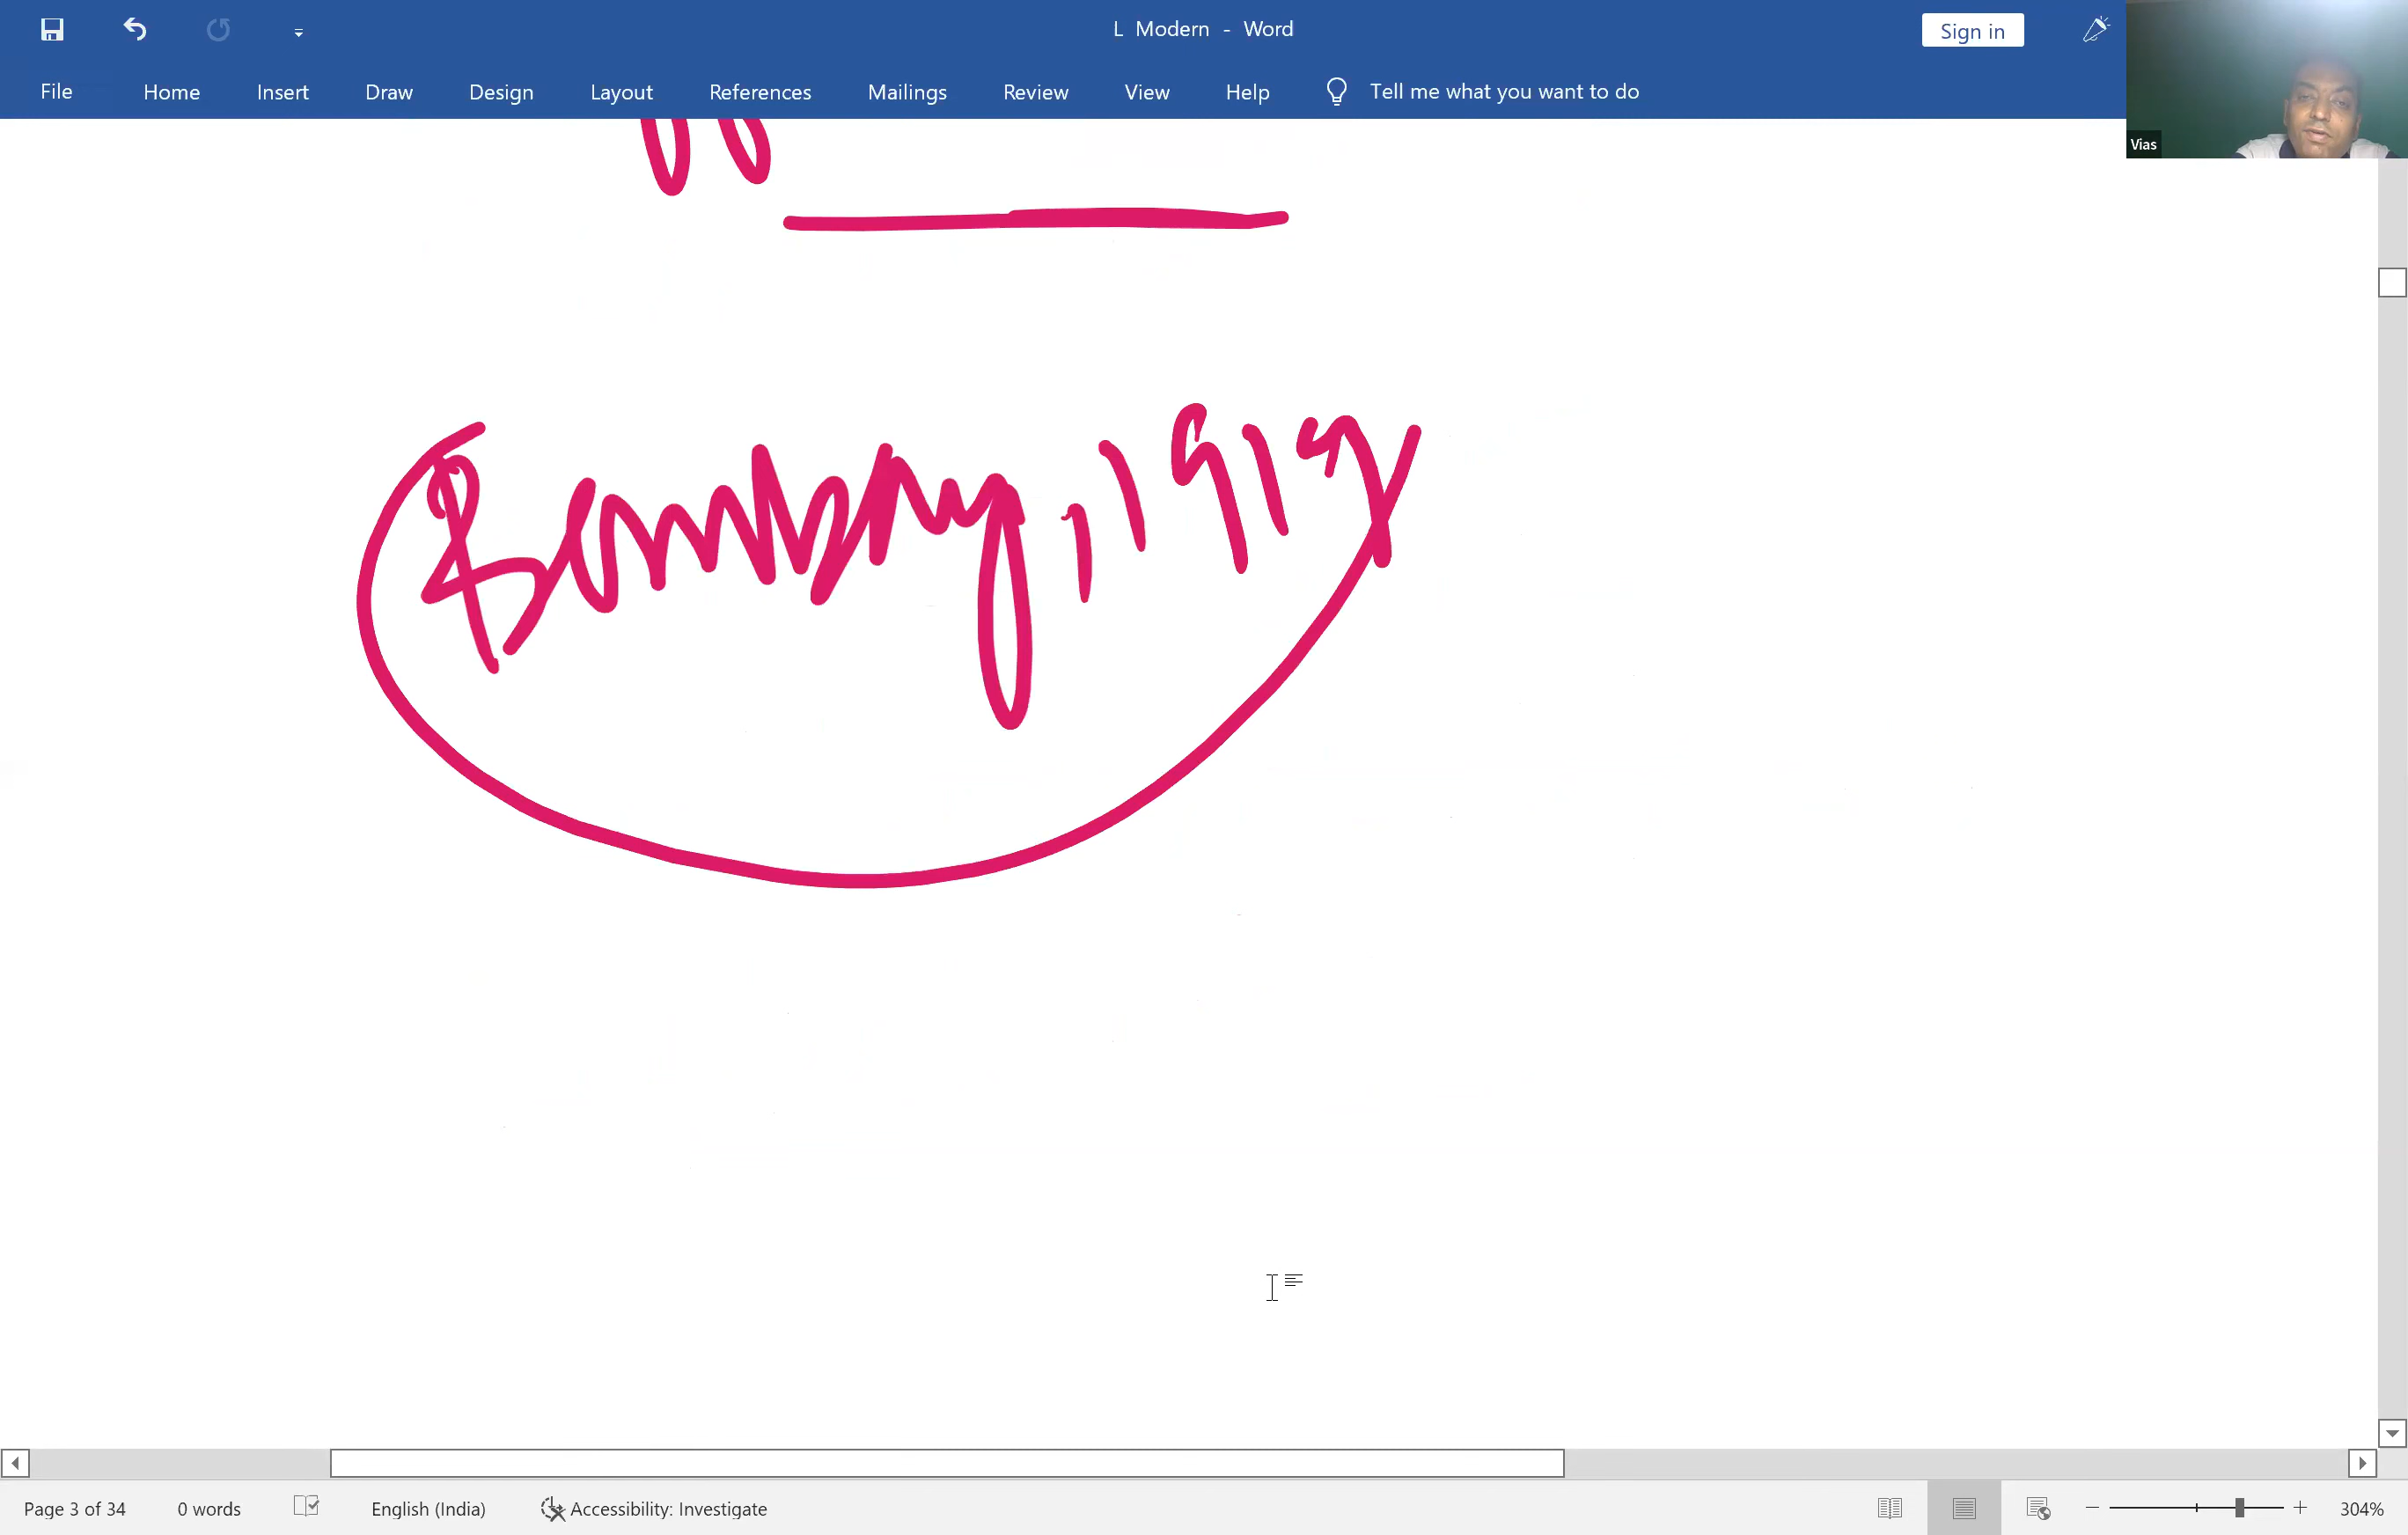 L Modern - Word
Sign in
File Home Insert Draw Design Layout References Mailings Review View Help Tell me what you want to do
Vias
Bombay, 1919
Page 3 of 34 0 words English (India) Accessibility: Investigate 304%